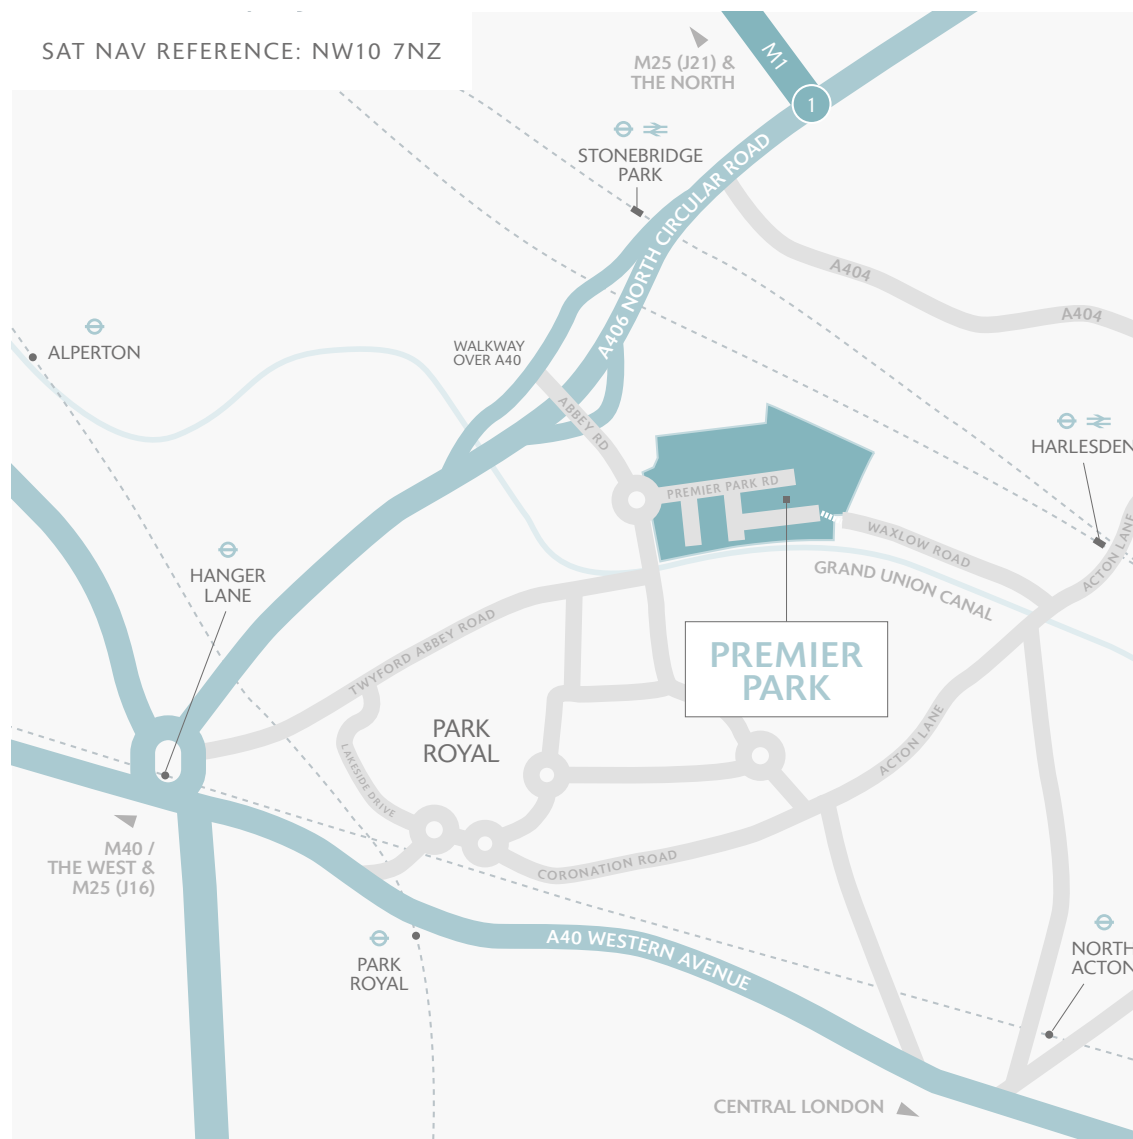 SAT NAV REFERENCE: NW10 7NZ
M1
1
M25 (J21) &
THE NORTH
STONEBRIDGE
PARK
A406 NORTH CIRCULAR ROAD
A404
A404
ALPERTON
WALKWAY
OVER A40
ABBEY RD
HARLESDEN
PREMIER PARK RD
WAXLOW ROAD
ACTON LANE
GRAND UNION CANAL
HANGER
LANE
TWYFORD ABBEY ROAD
PREMIER
PARK
PARK
ROYAL
ACTON LANE
LAKESIDE DRIVE
M40 /
THE WEST &
M25 (J16)
CORONATION ROAD
A40 WESTERN AVENUE
PARK
ROYAL
NORTH
ACTON
CENTRAL LONDON